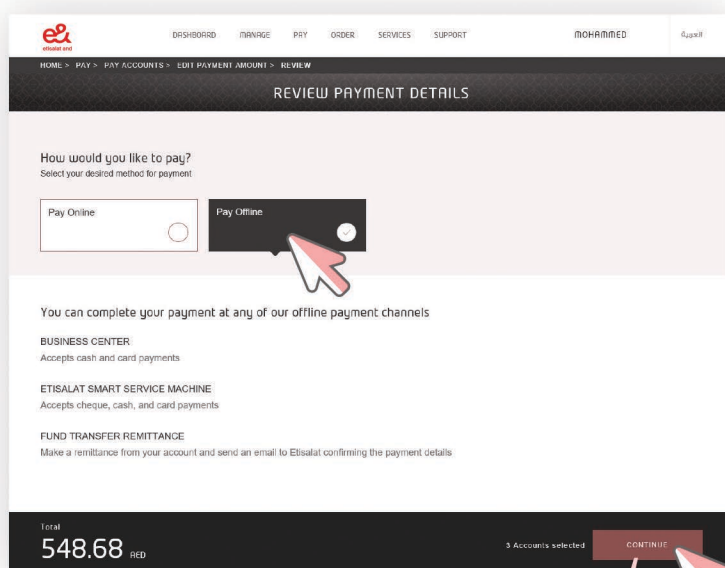 e&
etisalat and
DASHBOARD MANAGE PAY ORDER SERVICES SUPPORT MOHAMMED العربية
HOME > PAY > PAY ACCOUNTS > EDIT PAYMENT AMOUNT > REVIEW
REVIEW PAYMENT DETAILS
How would you like to pay?
Select your desired method for payment
Pay Online Pay Offline
You can complete your payment at any of our offline payment channels
BUSINESS CENTER
Accepts cash and card payments
ETISALAT SMART SERVICE MACHINE
Accepts cheque, cash, and card payments
FUND TRANSFER REMITTANCE
Make a remittance from your account and send an email to Etisalat confirming the payment details
Total
548.68 AED 3 Accounts selected CONTINUE